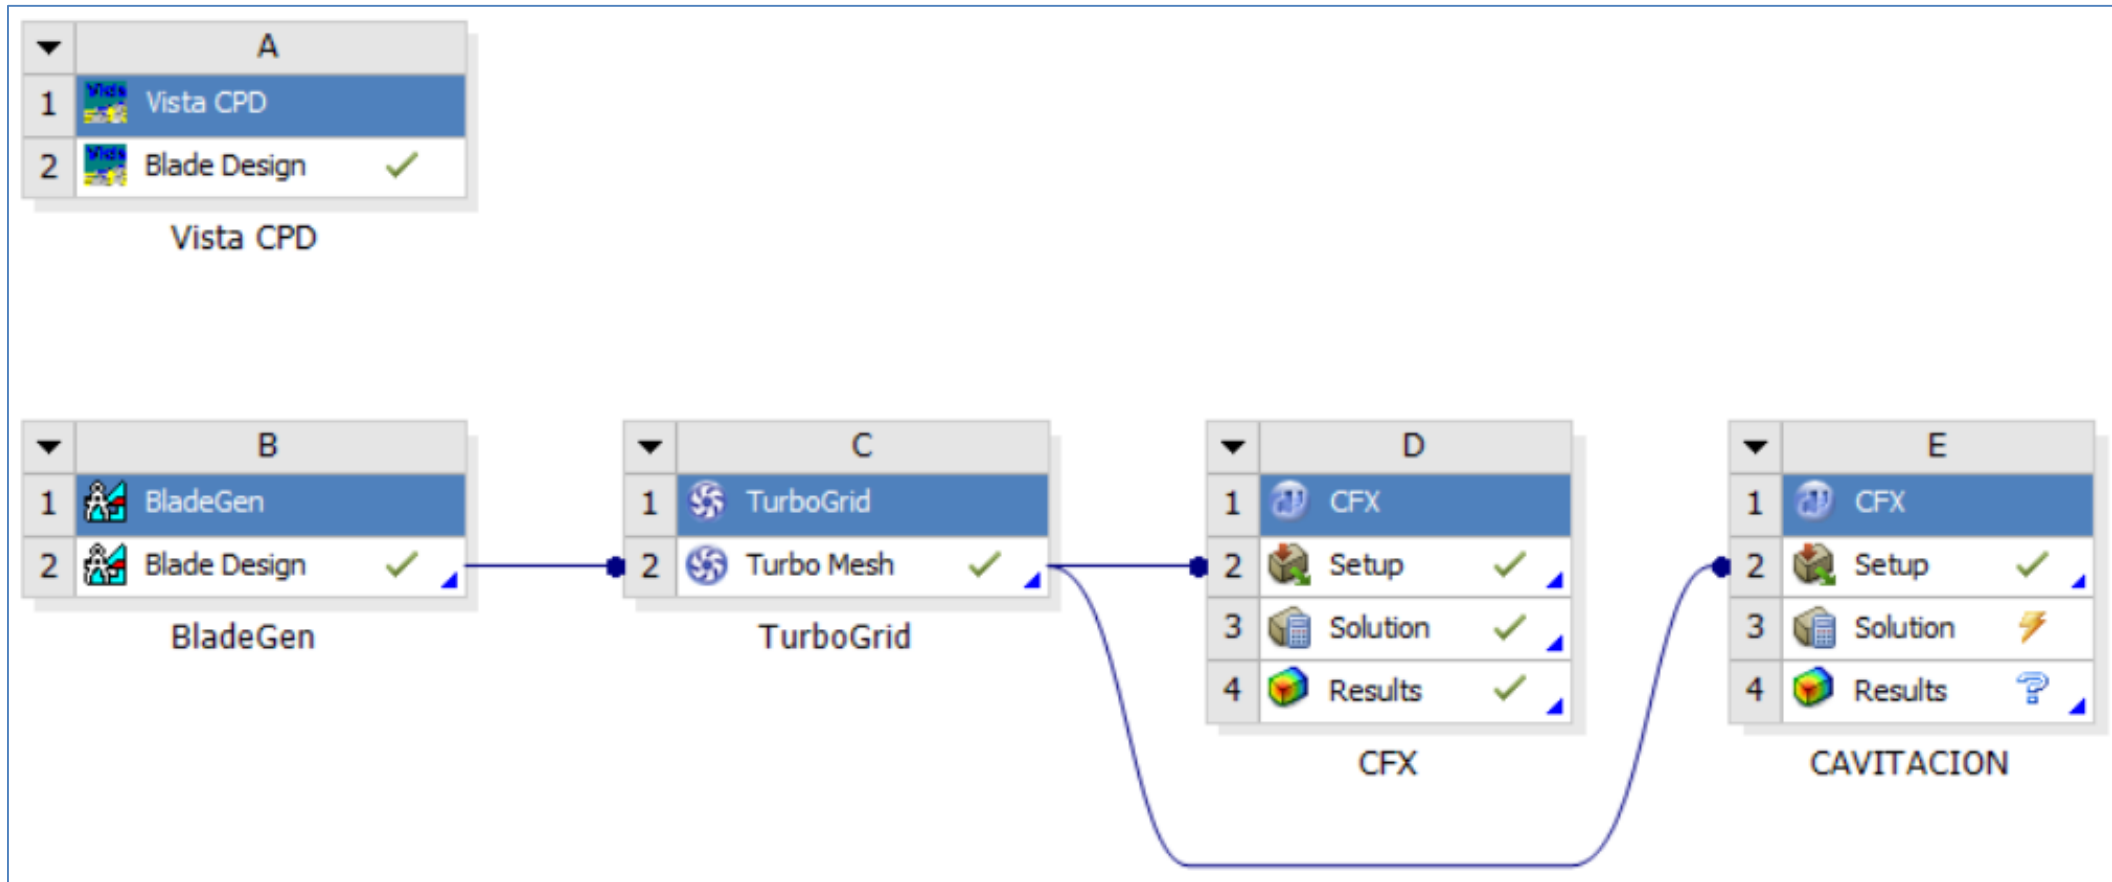 A
1 Vista CPD
2 Blade Design
Vista CPD
B
1 BladeGen
2 Blade Design
BladeGen
C
1 TurboGrid
2 Turbo Mesh
TurboGrid
D
1 CFX
2 Setup
3 Solution
4 Results
CFX
E
1 CFX
2 Setup
3 Solution
4 Results
CAVITACION